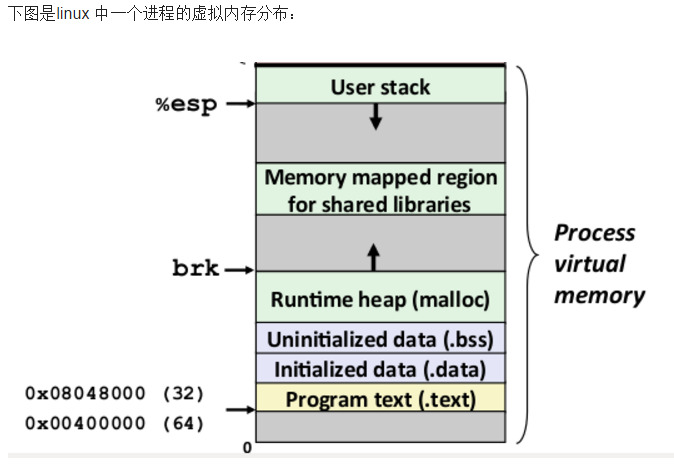 下图是linux 中一个进程的虚拟内存分布：
User stack
%esp
Memory mapped region
for shared libraries
Process
virtual
memory
brk
Runtime heap (malloc)
Uninitialized data (.bss)
Initialized data (.data)
0x08048000 (32)
Program text (.text)
0x00400000 (64)
0